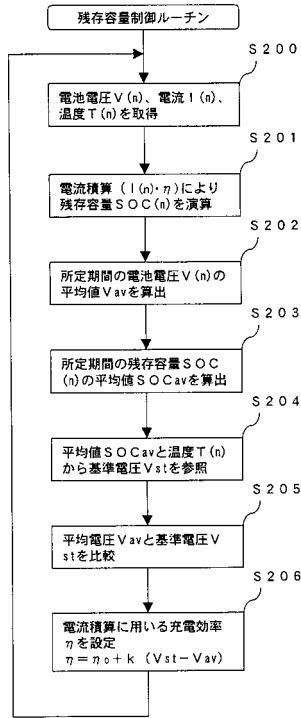 残存容量制御ルーチン
S200
電池電圧V(n)、電流I(n)、
温度T(n)を取得
S201
電流積算(I(n)・η)により
残存容量SOC(n)を演算
S202
所定期間の電池電圧V(n)の
平均値Vavを算出
S203
所定期間の残存容量SOC
(n)の平均値SOCavを算出
S204
平均値SOCavと温度T(n)
から基準電圧Vstを参照
S205
平均電圧Vavと基準電圧V
stを比較
S206
電流積算に用いる充電効率
ηを設定
η=η₀+k (Vst−Vav)